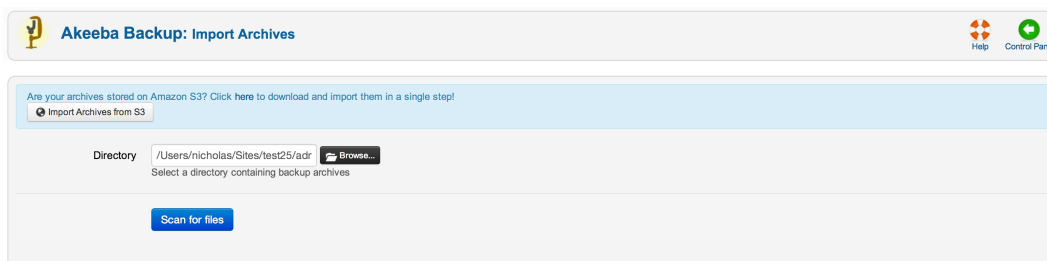 Akeeba Backup: Import Archives
Help
Control Pan
Are your archives stored on Amazon S3? Click here to download and import them in a single step!
Import Archives from S3
Directory
/Users/nicholas/Sites/test25/adr
Browse...
Select a directory containing backup archives
Scan for files